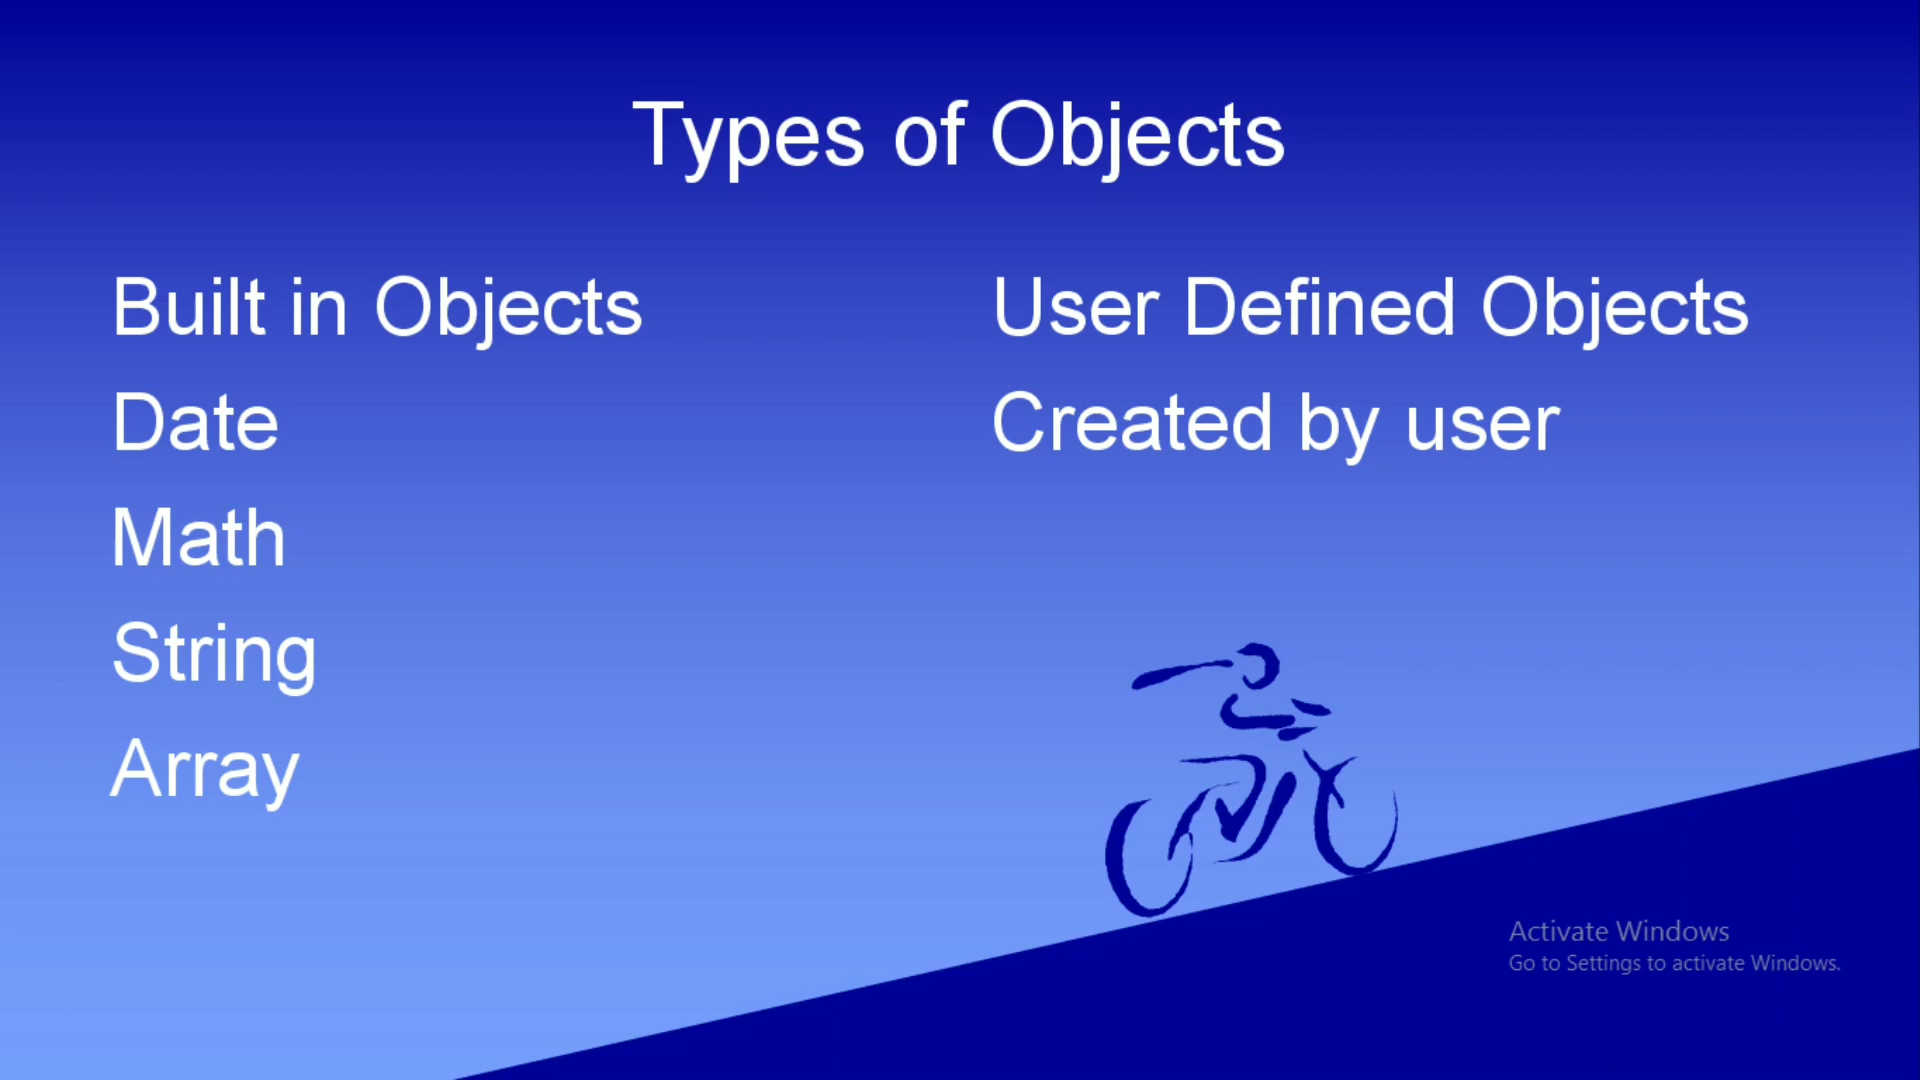 Types of Objects
Built in Objects
Date
Math
String
Array
User Defined Objects
Created by user
Activate Windows
Go to Settings to activate Windows.